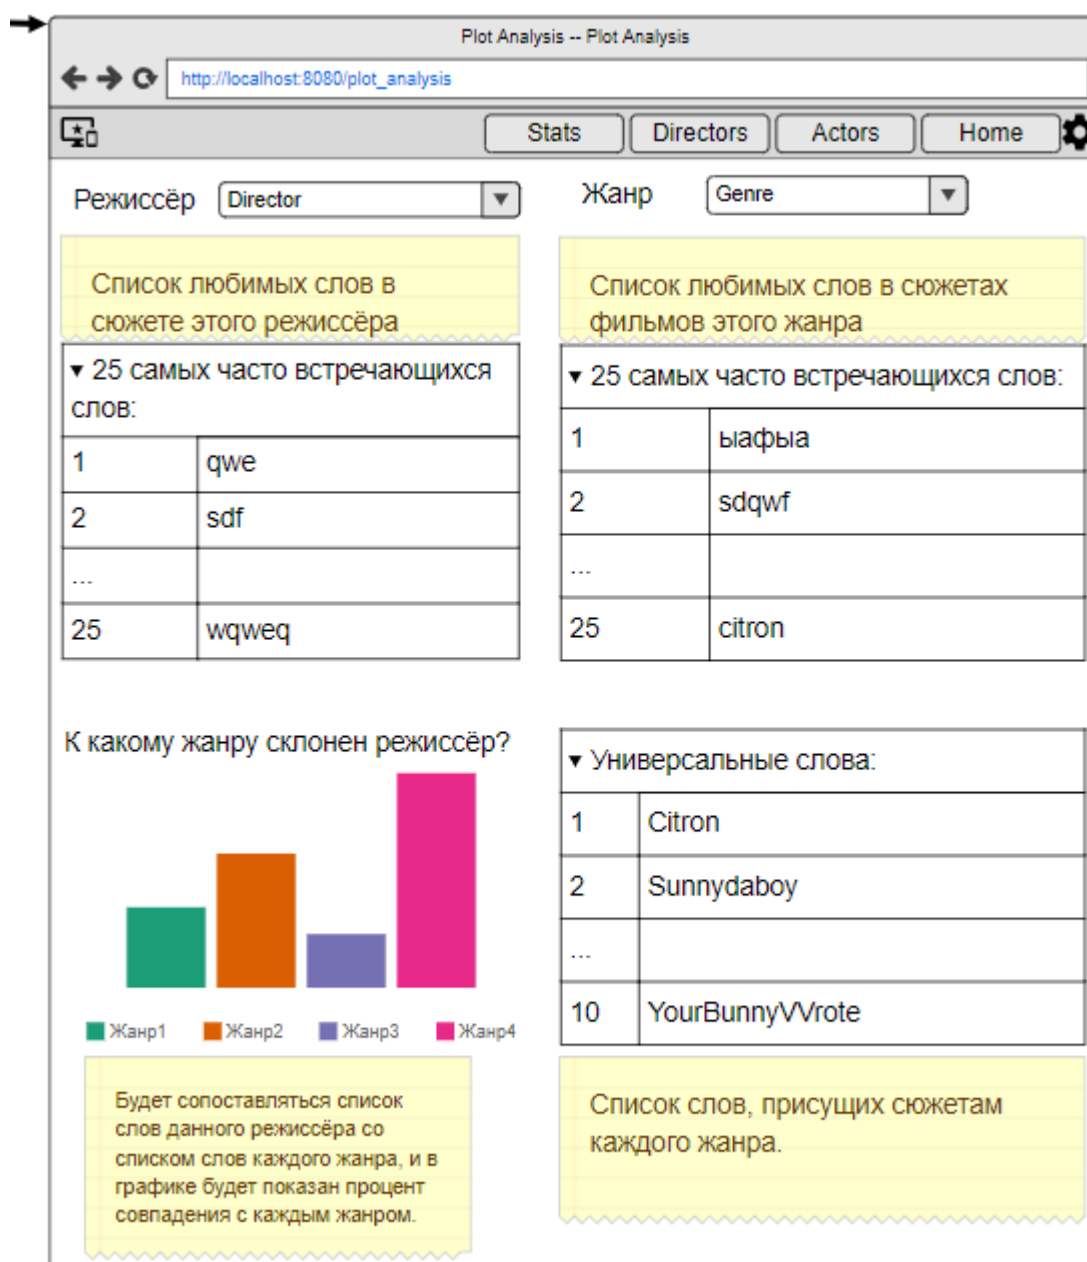 Plot Analysis -- Plot Analysis
http://localhost:8080/plot_analysis
Stats
Directors
Actors
Home
Режиссёр
Director
Жанр
Genre
Список любимых слов в
сюжете этого режиссёра
Список любимых слов в сюжетах
фильмов этого жанра
▾ 25 самых часто встречающихся
слов:
1 qwe
2 sdf
...
25 wqweq
▾ 25 самых часто встречающихся слов:
1 ыафыа
2 sdqwf
...
25 citron
К какому жанру склонен режиссёр?
Жанр1 Жанр2 Жанр3 Жанр4
Будет сопоставляться список
слов данного режиссёра со
списком слов каждого жанра, и в
графике будет показан процент
совпадения с каждым жанром.
▾ Универсальные слова:
1 Citron
2 Sunnydaboy
...
10 YourBunnyVVrote
Список слов, присущих сюжетам
каждого жанра.